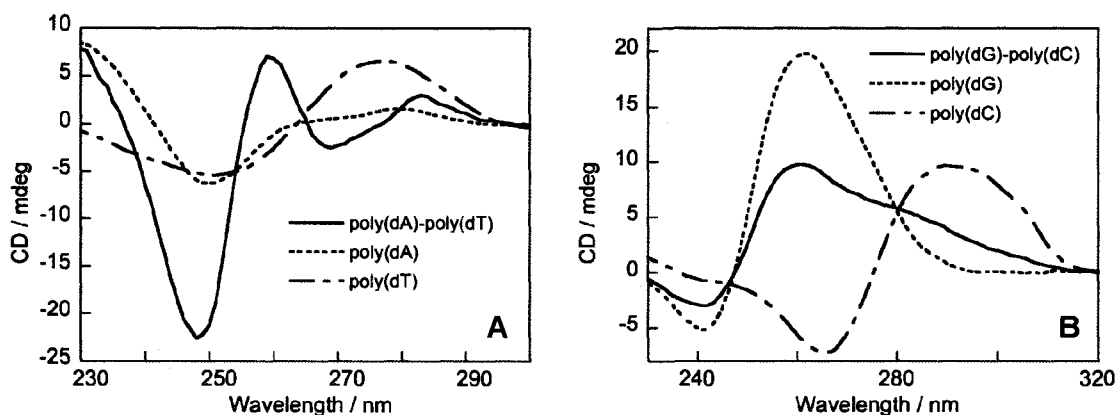 10
5
0
-5
-10
-15
-20
-25
CD / mdeg
poly(dA)-poly(dT)
poly(dA)
poly(dT)
A
230
250
270
290
Wavelength / nm
20
15
10
5
0
-5
CD / mdeg
poly(dG)-poly(dC)
poly(dG)
poly(dC)
B
240
260
280
300
320
Wavelength / nm